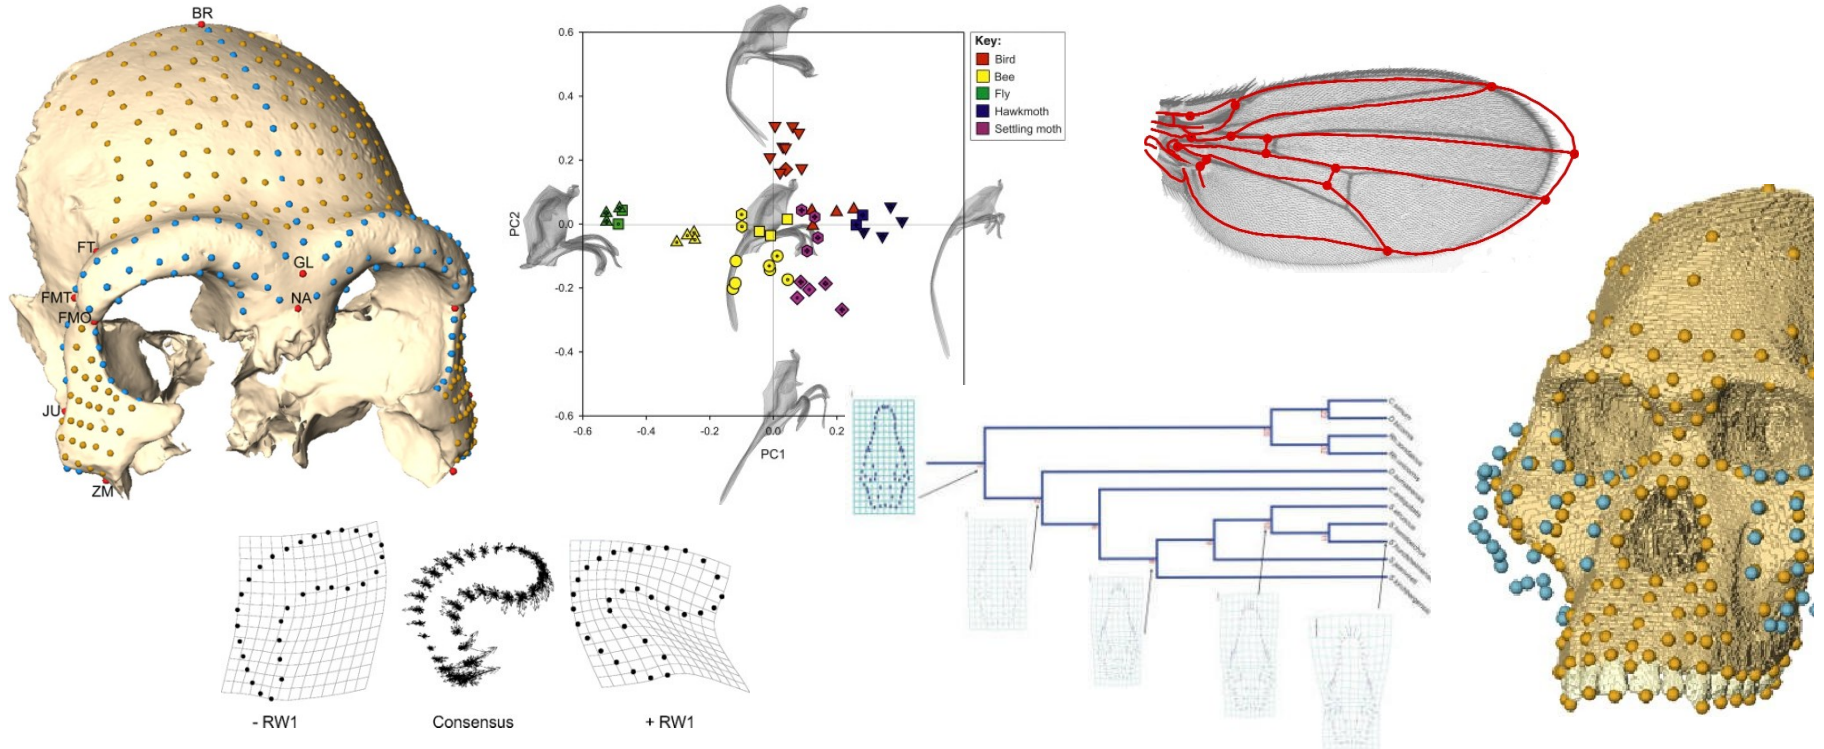 BR
FT
GL
FMT
NA
FMO
JU
ZM
0.6
0.4
0.2
0.0
-0.2
-0.4
-0.6
PC2
-0.6
-0.4
-0.2
0.0
0.2
PC1
Key:
Bird
Bee
Fly
Hawkmoth
Settling moth
- RW1
Consensus
+ RW1